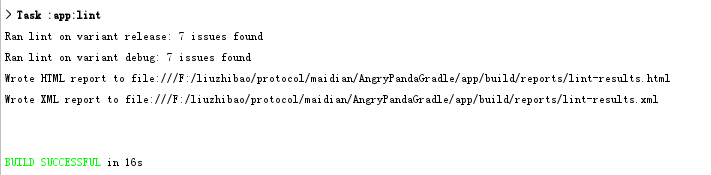 > Task :app:lint
Ran lint on variant release: 7 issues found
Ran lint on variant debug: 7 issues found
Wrote HTML report to file:///F:/liuzhibao/protocol/maidian/AngryPandaGradle/app/build/reports/lint-results.html
Wrote XML report to file:///F:/liuzhibao/protocol/maidian/AngryPandaGradle/app/build/reports/lint-results.xml
BUILD SUCCESSFUL in 16s